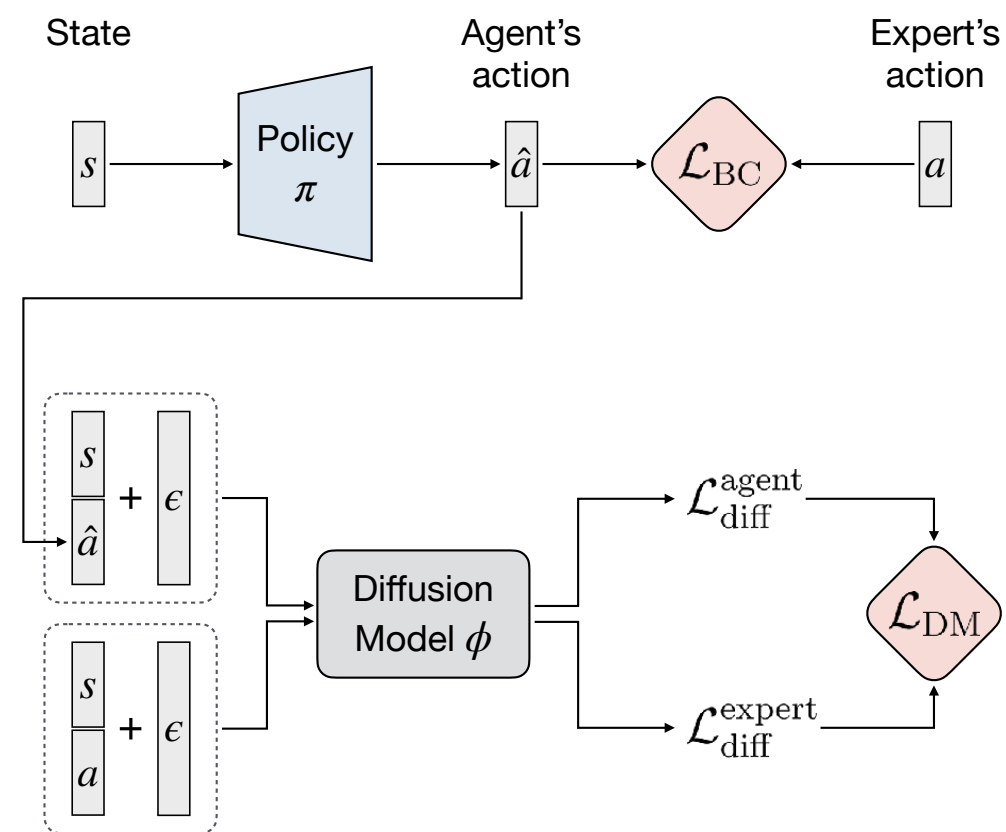 State
Agent's
action
Expert's
action
s
Policy
π
â
ℒ_BC
a
s
â
+
ϵ
Diffusion
Model ϕ
ℒ_diff^agent
ℒ_DM
s
a
+
ϵ
ℒ_diff^expert